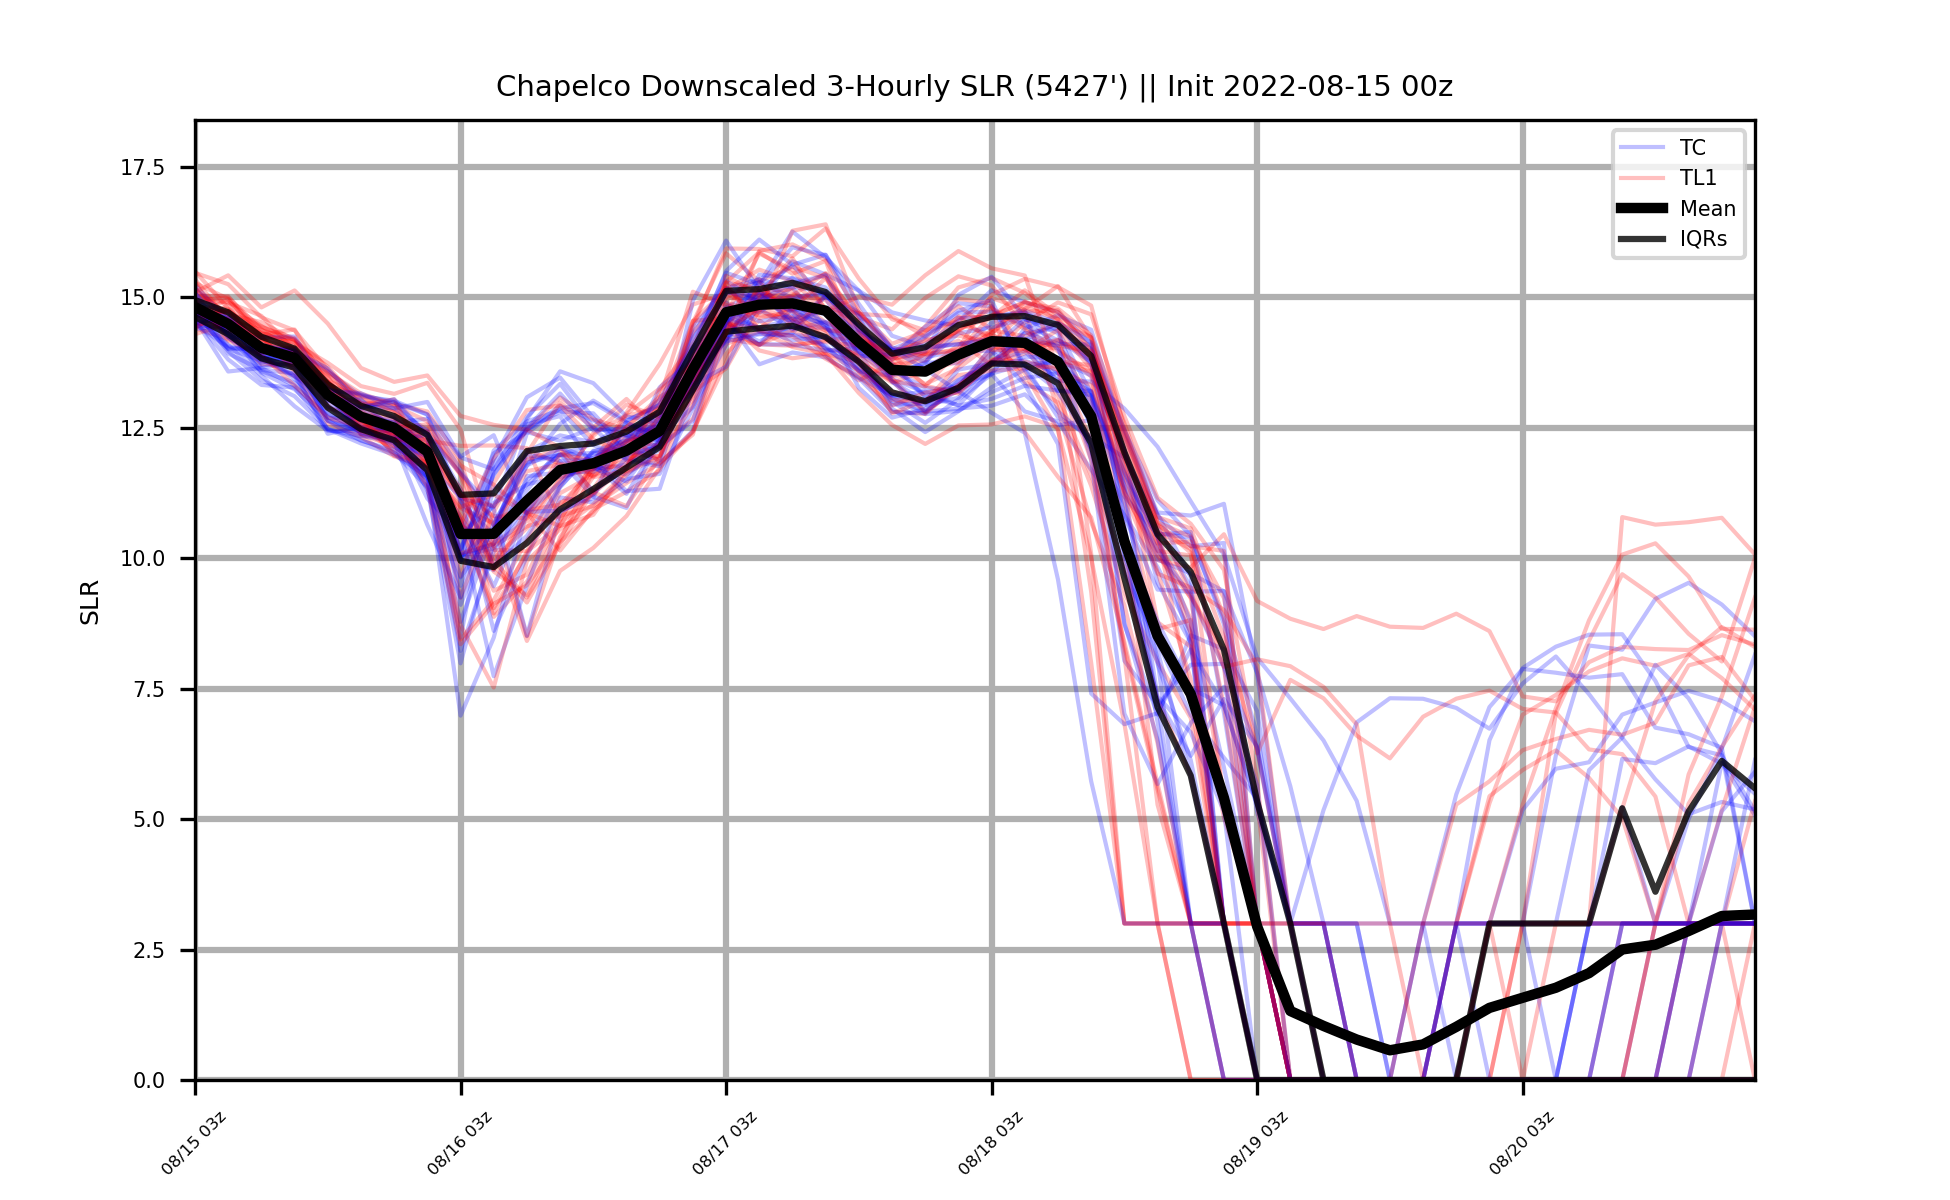 Chapelco Downscaled 3-Hourly SLR (5427') || Init 2022-08-15 00z
TC
TL1
Mean
IQRs
17.5
15.0
12.5
10.0
7.5
5.0
2.5
0.0
SLR
08/15 03z
08/16 03z
08/17 03z
08/18 03z
08/19 03z
08/20 03z